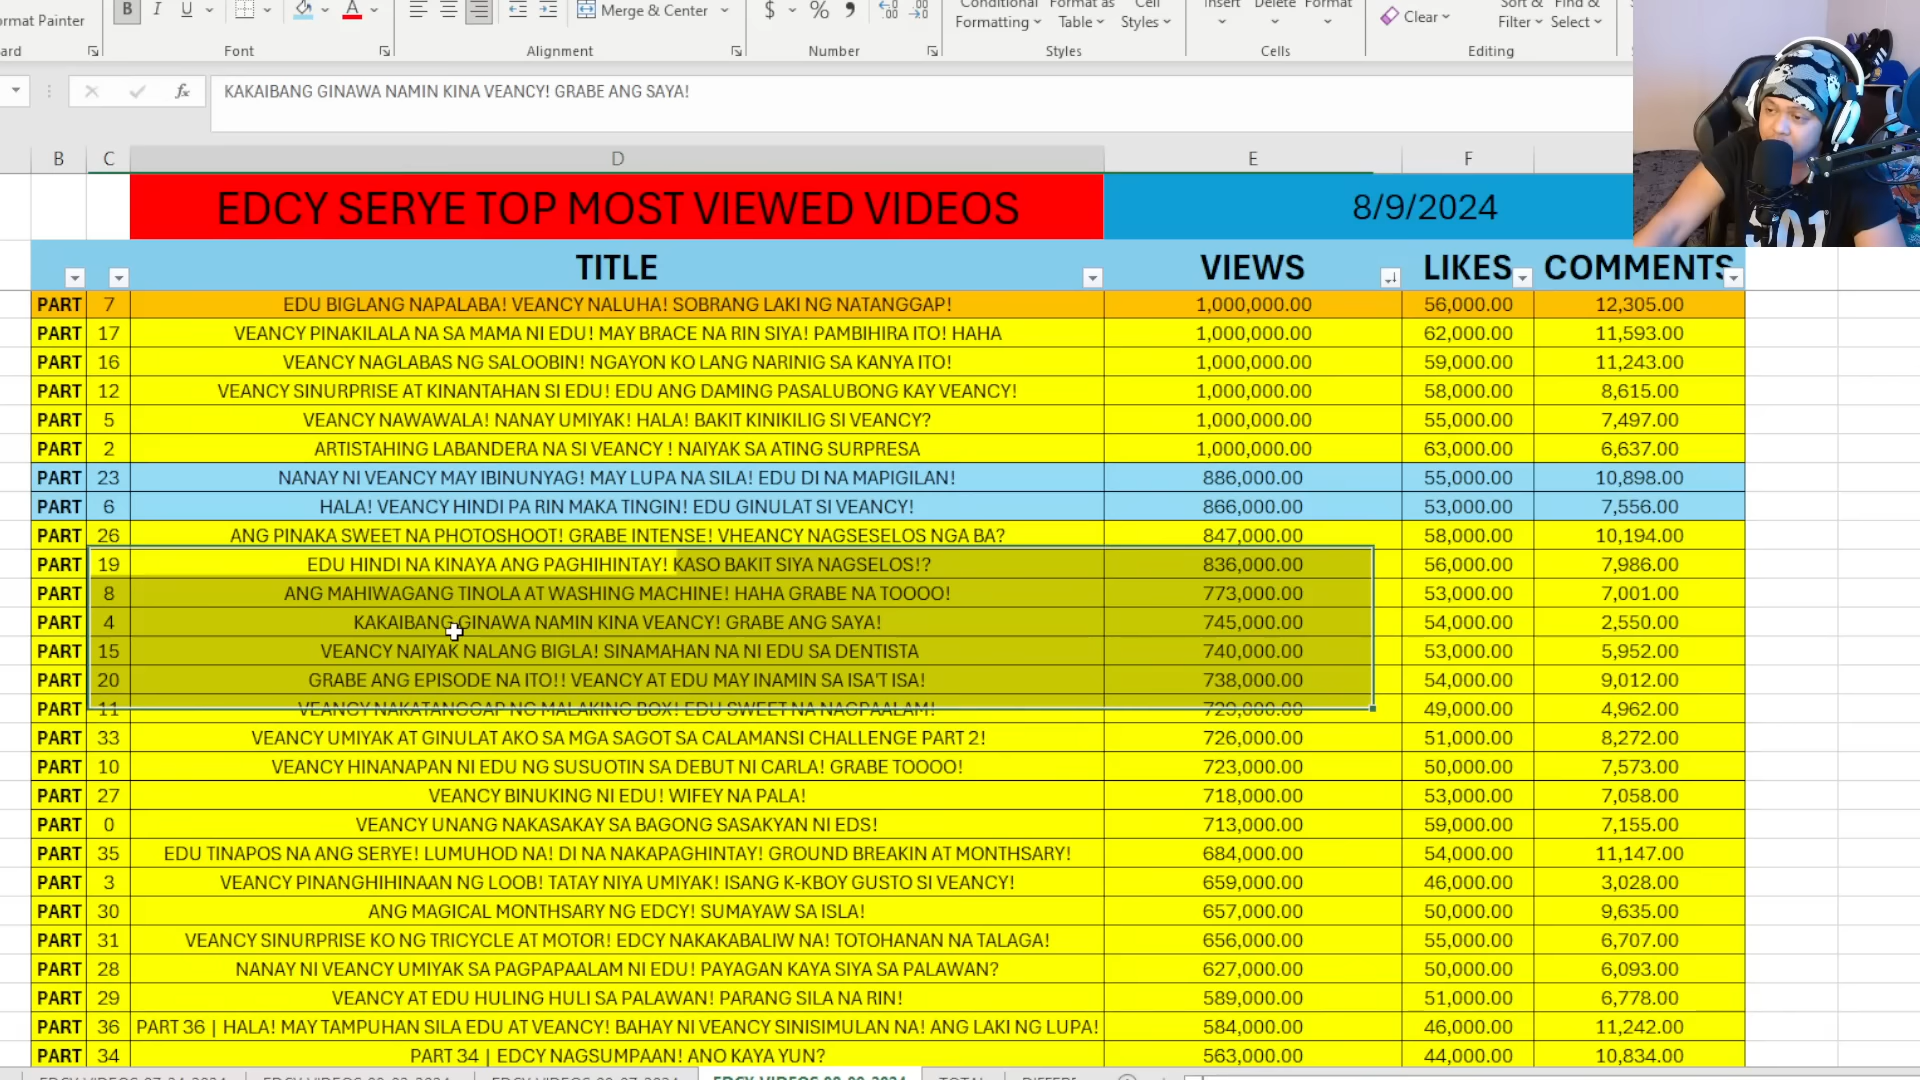 Format Painter
B I U A
Merge & Center
$ % 9
Conditional Format as Cell Insert Delete Format
Formatting Table Styles
Clear
Sort & Find &
Filter Select
Font Alignment Number Styles Cells Editing
fx KAKAIBANG GINAWA NAMIN KINA VEANCY! GRABE ANG SAYA!
B C D E F
EDCY SERYE TOP MOST VIEWED VIDEOS 8/9/2024
TITLE VIEWS LIKES COMMENTS
PART 7 EDU BIGLANG NAPALABA! VEANCY NALUHA! SOBRANG LAKI NG NATANGGAP! 1,000,000.00 56,000.00 12,305.00
PART 17 VEANCY PINAKILALA NA SA MAMA NI EDU! MAY BRACE NA RIN SIYA! PAMBIHIRA ITO! HAHA 1,000,000.00 62,000.00 11,593.00
PART 16 VEANCY NAGLABAS NG SALOOBIN! NGAYON KO LANG NARINIG SA KANYA ITO! 1,000,000.00 59,000.00 11,243.00
PART 12 VEANCY SINURPRISE AT KINANTAHAN SI EDU! EDU ANG DAMING PASALUBONG KAY VEANCY! 1,000,000.00 58,000.00 8,615.00
PART 5 VEANCY NAWAWALA! NANAY UMIYAK! HALA! BAKIT KINIKILIG SI VEANCY? 1,000,000.00 55,000.00 7,497.00
PART 2 ARTISTAHING LABANDERA NA SI VEANCY ! NAIYAK SA ATING SURPRESA 1,000,000.00 63,000.00 6,637.00
PART 23 NANAY NI VEANCY MAY IBINUNYAG! MAY LUPA NA SILA! EDU DI NA MAPIGILAN! 886,000.00 55,000.00 10,898.00
PART 6 HALA! VEANCY HINDI PA RIN MAKA TINGIN! EDU GINULAT SI VEANCY! 866,000.00 53,000.00 7,556.00
PART 26 ANG PINAKA SWEET NA PHOTOSHOOT! GRABE INTENSE! VHEANCY NAGSESELOS NGA BA? 847,000.00 58,000.00 10,194.00
PART 19 EDU HINDI NA KINAYA ANG PAGHIHINTAY! KASO BAKIT SIYA NAGSELOS!? 836,000.00 56,000.00 7,986.00
PART 8 ANG MAHIWAGANG TINOLA AT WASHING MACHINE! HAHA GRABE NA TOOOO! 773,000.00 53,000.00 7,001.00
PART 4 KAKAIBANG GINAWA NAMIN KINA VEANCY! GRABE ANG SAYA! 745,000.00 54,000.00 2,550.00
PART 15 VEANCY NAIYAK NALANG BIGLA! SINAMAHAN NA NI EDU SA DENTISTA 740,000.00 53,000.00 5,952.00
PART 20 GRABE ANG EPISODE NA ITO!! VEANCY AT EDU MAY INAMIN SA ISA'T ISA! 738,000.00 54,000.00 9,012.00
PART 11 VEANCY NAKATANGGAP NG MALAKING BOX! EDU SWEET NA NAGPAALAM! 729,000.00 49,000.00 4,962.00
PART 33 VEANCY UMIYAK AT GINULAT AKO SA MGA SAGOT SA CALAMANSI CHALLENGE PART 2! 726,000.00 51,000.00 8,272.00
PART 10 VEANCY HINANAPAN NI EDU NG SUSUOTIN SA DEBUT NI CARLA! GRABE TOOOO! 723,000.00 50,000.00 7,573.00
PART 27 VEANCY BINUKING NI EDU! WIFEY NA PALA! 718,000.00 53,000.00 7,058.00
PART 0 VEANCY UNANG NAKASAKAY SA BAGONG SASAKYAN NI EDS! 713,000.00 59,000.00 7,155.00
PART 35 EDU TINAPOS NA ANG SERYE! LUMUHOD NA! DI NA NAKAPAGHINTAY! GROUND BREAKIN AT MONTHSARY! 684,000.00 54,000.00 11,147.00
PART 3 VEANCY PINANGHIHINAAN NG LOOB! TATAY NIYA UMIYAK! ISANG K-KBOY GUSTO SI VEANCY! 659,000.00 46,000.00 3,028.00
PART 30 ANG MAGICAL MONTHSARY NG EDCY! SUMAYAW SA ISLA! 657,000.00 50,000.00 9,635.00
PART 31 VEANCY SINURPRISE KO NG TRICYCLE AT MOTOR! EDCY NAKAKABALIW NA! TOTOHANAN NA TALAGA! 656,000.00 55,000.00 6,707.00
PART 28 NANAY NI VEANCY UMIYAK SA PAGPAPAALAM NI EDU! PAYAGAN KAYA SIYA SA PALAWAN? 627,000.00 50,000.00 6,093.00
PART 29 VEANCY AT EDU HULING HULI SA PALAWAN! PARANG SILA NA RIN! 589,000.00 51,000.00 6,778.00
PART 36 PART 36 | HALA! MAY TAMPUHAN SILA EDU AT VEANCY! BAHAY NI VEANCY SINISIMULAN NA! ANG LAKI NG LUPA! 584,000.00 46,000.00 11,242.00
PART 34 PART 34 | EDCY NAGSUMPAAN! ANO KAYA YUN? 563,000.00 44,000.00 10,834.00